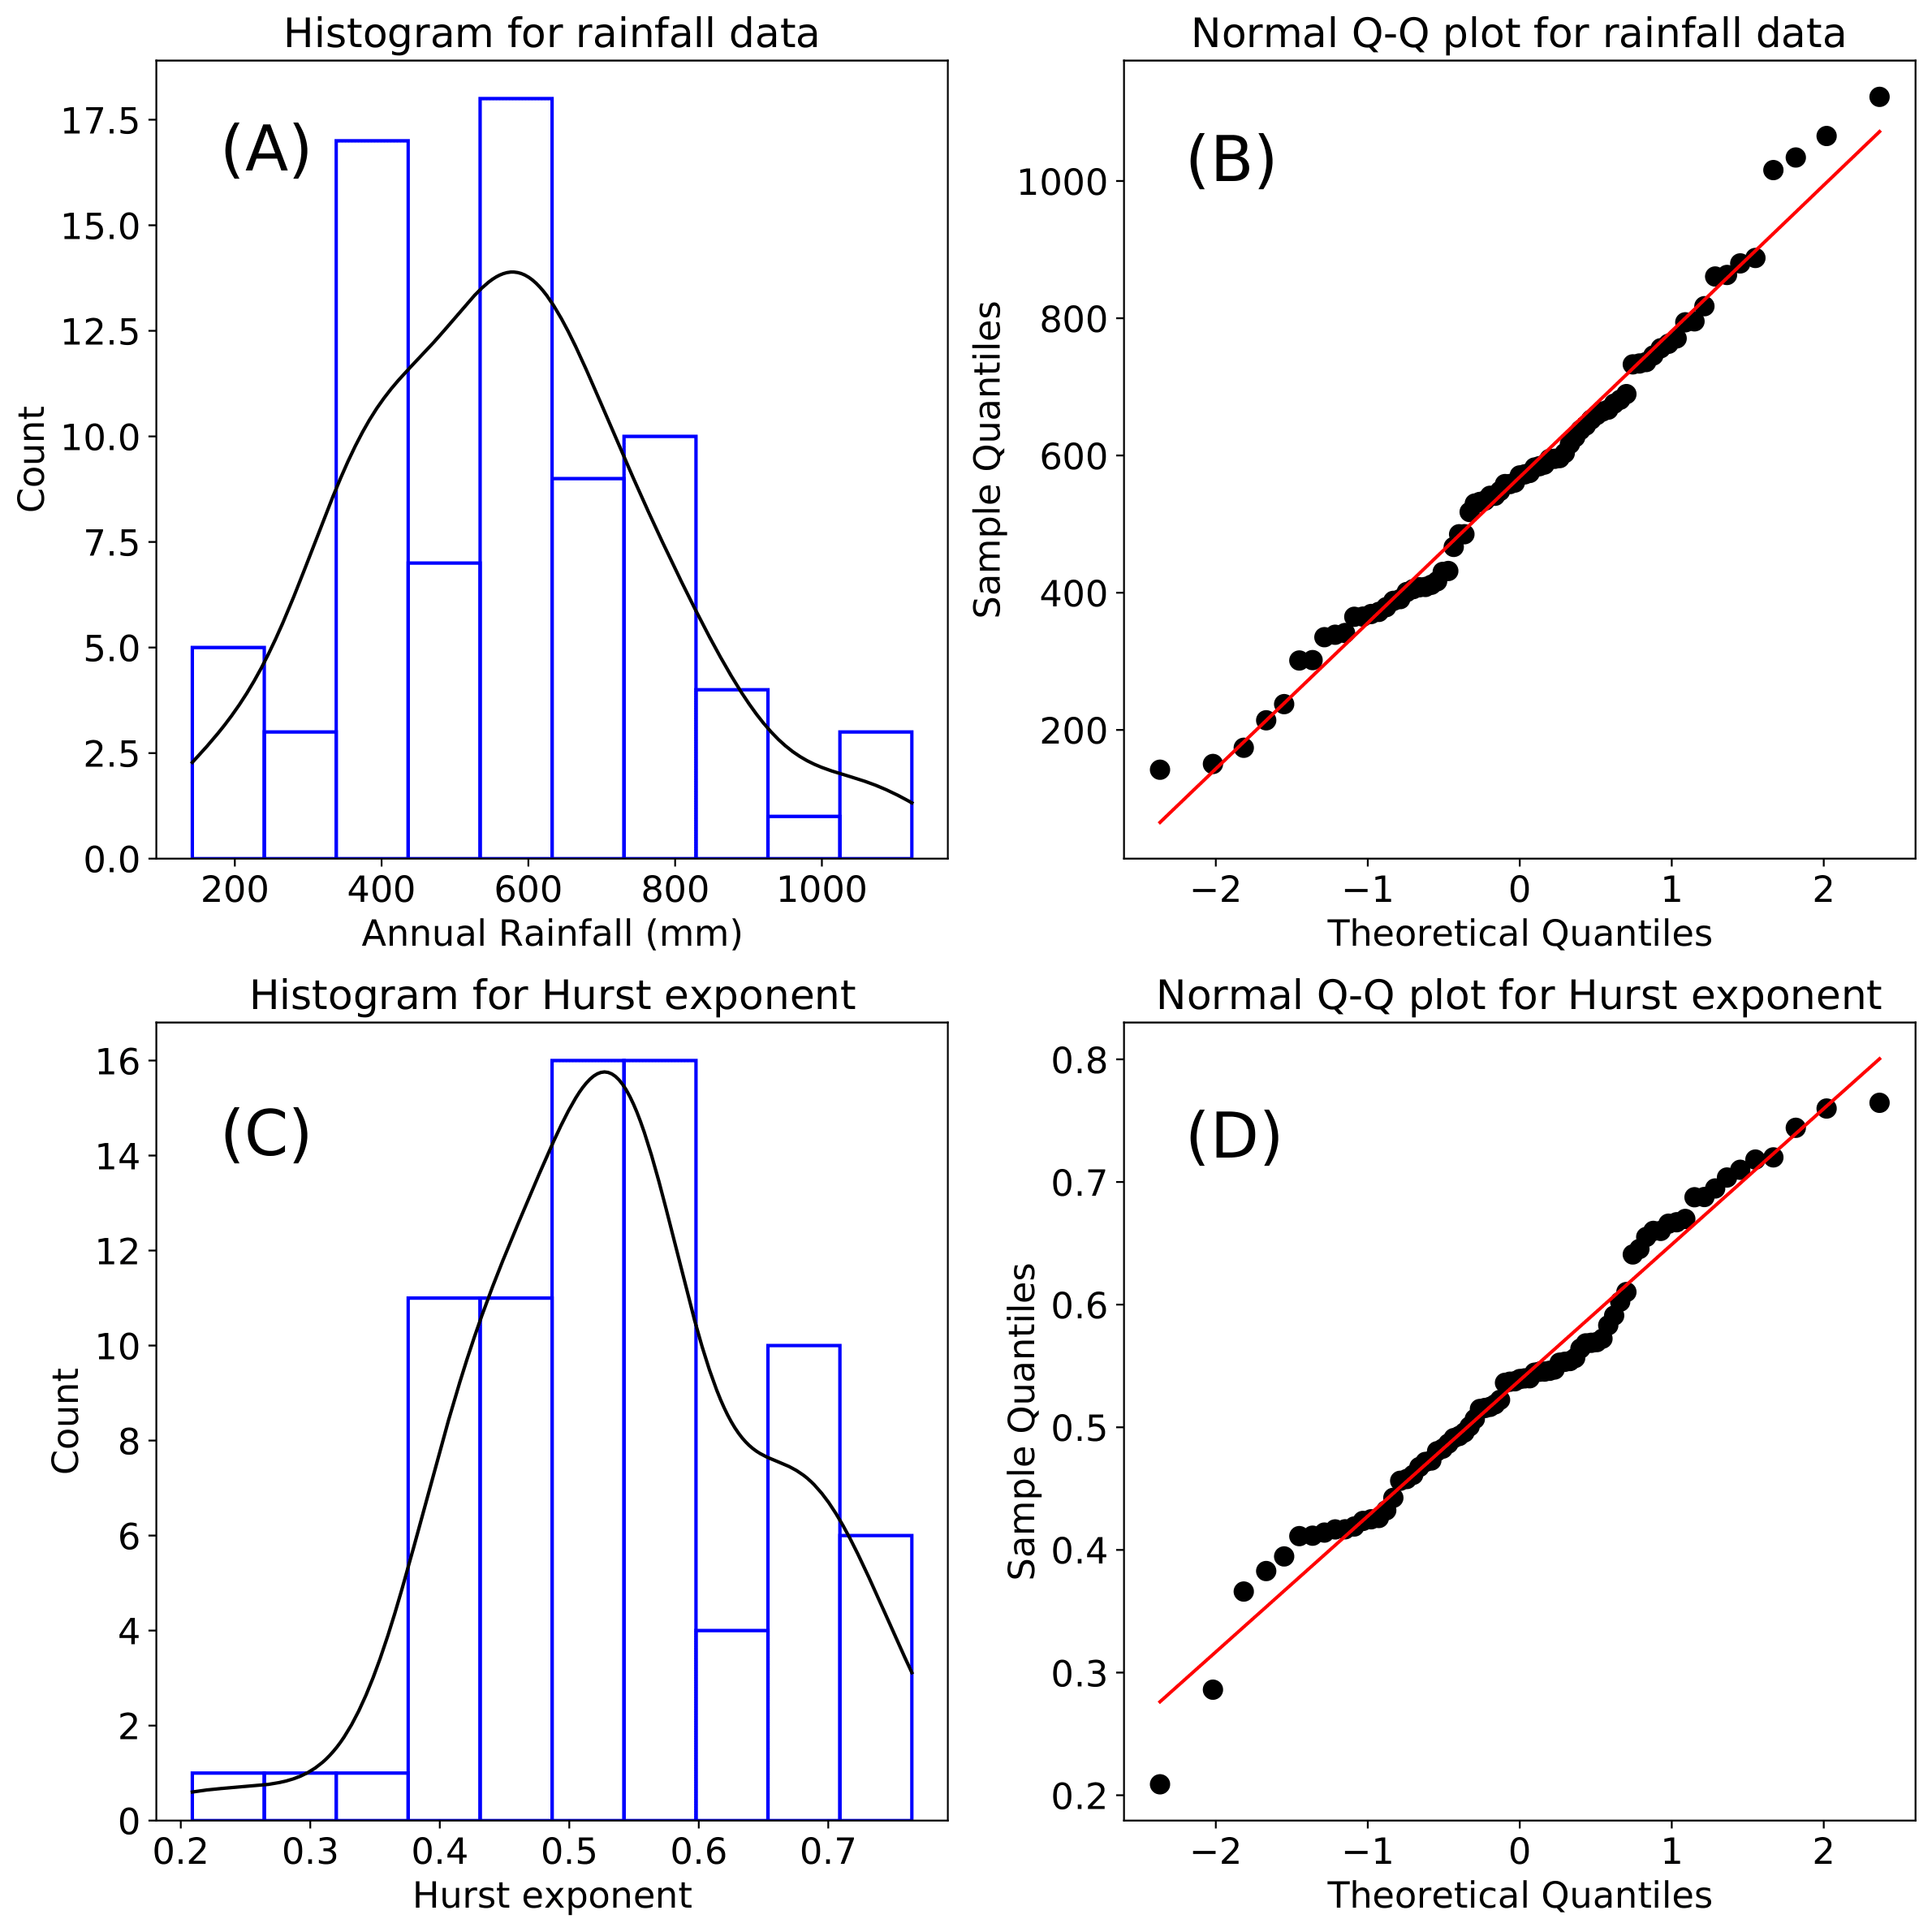 Histogram for rainfall data
(A)
Count
17.5
15.0
12.5
10.0
7.5
5.0
2.5
0.0
200 400 600 800 1000
Annual Rainfall (mm)
Normal Q-Q plot for rainfall data
(B)
Sample Quantiles
1000
800
600
400
200
−2 −1 0 1 2
Theoretical Quantiles
Histogram for Hurst exponent
(C)
Count
16
14
12
10
8
6
4
2
0
0.2 0.3 0.4 0.5 0.6 0.7
Hurst exponent
Normal Q-Q plot for Hurst exponent
(D)
Sample Quantiles
0.8
0.7
0.6
0.5
0.4
0.3
0.2
−2 −1 0 1 2
Theoretical Quantiles